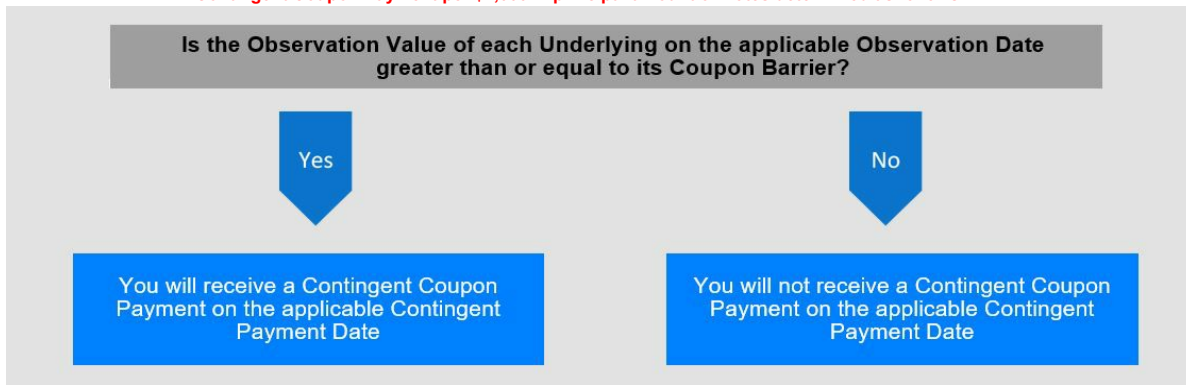 Is the Observation Value of each Underlying on the applicable Observation Date
greater than or equal to its Coupon Barrier?
Yes
No
You will receive a Contingent Coupon
Payment on the applicable Contingent
Payment Date
You will not receive a Contingent Coupon
Payment on the applicable Contingent
Payment Date